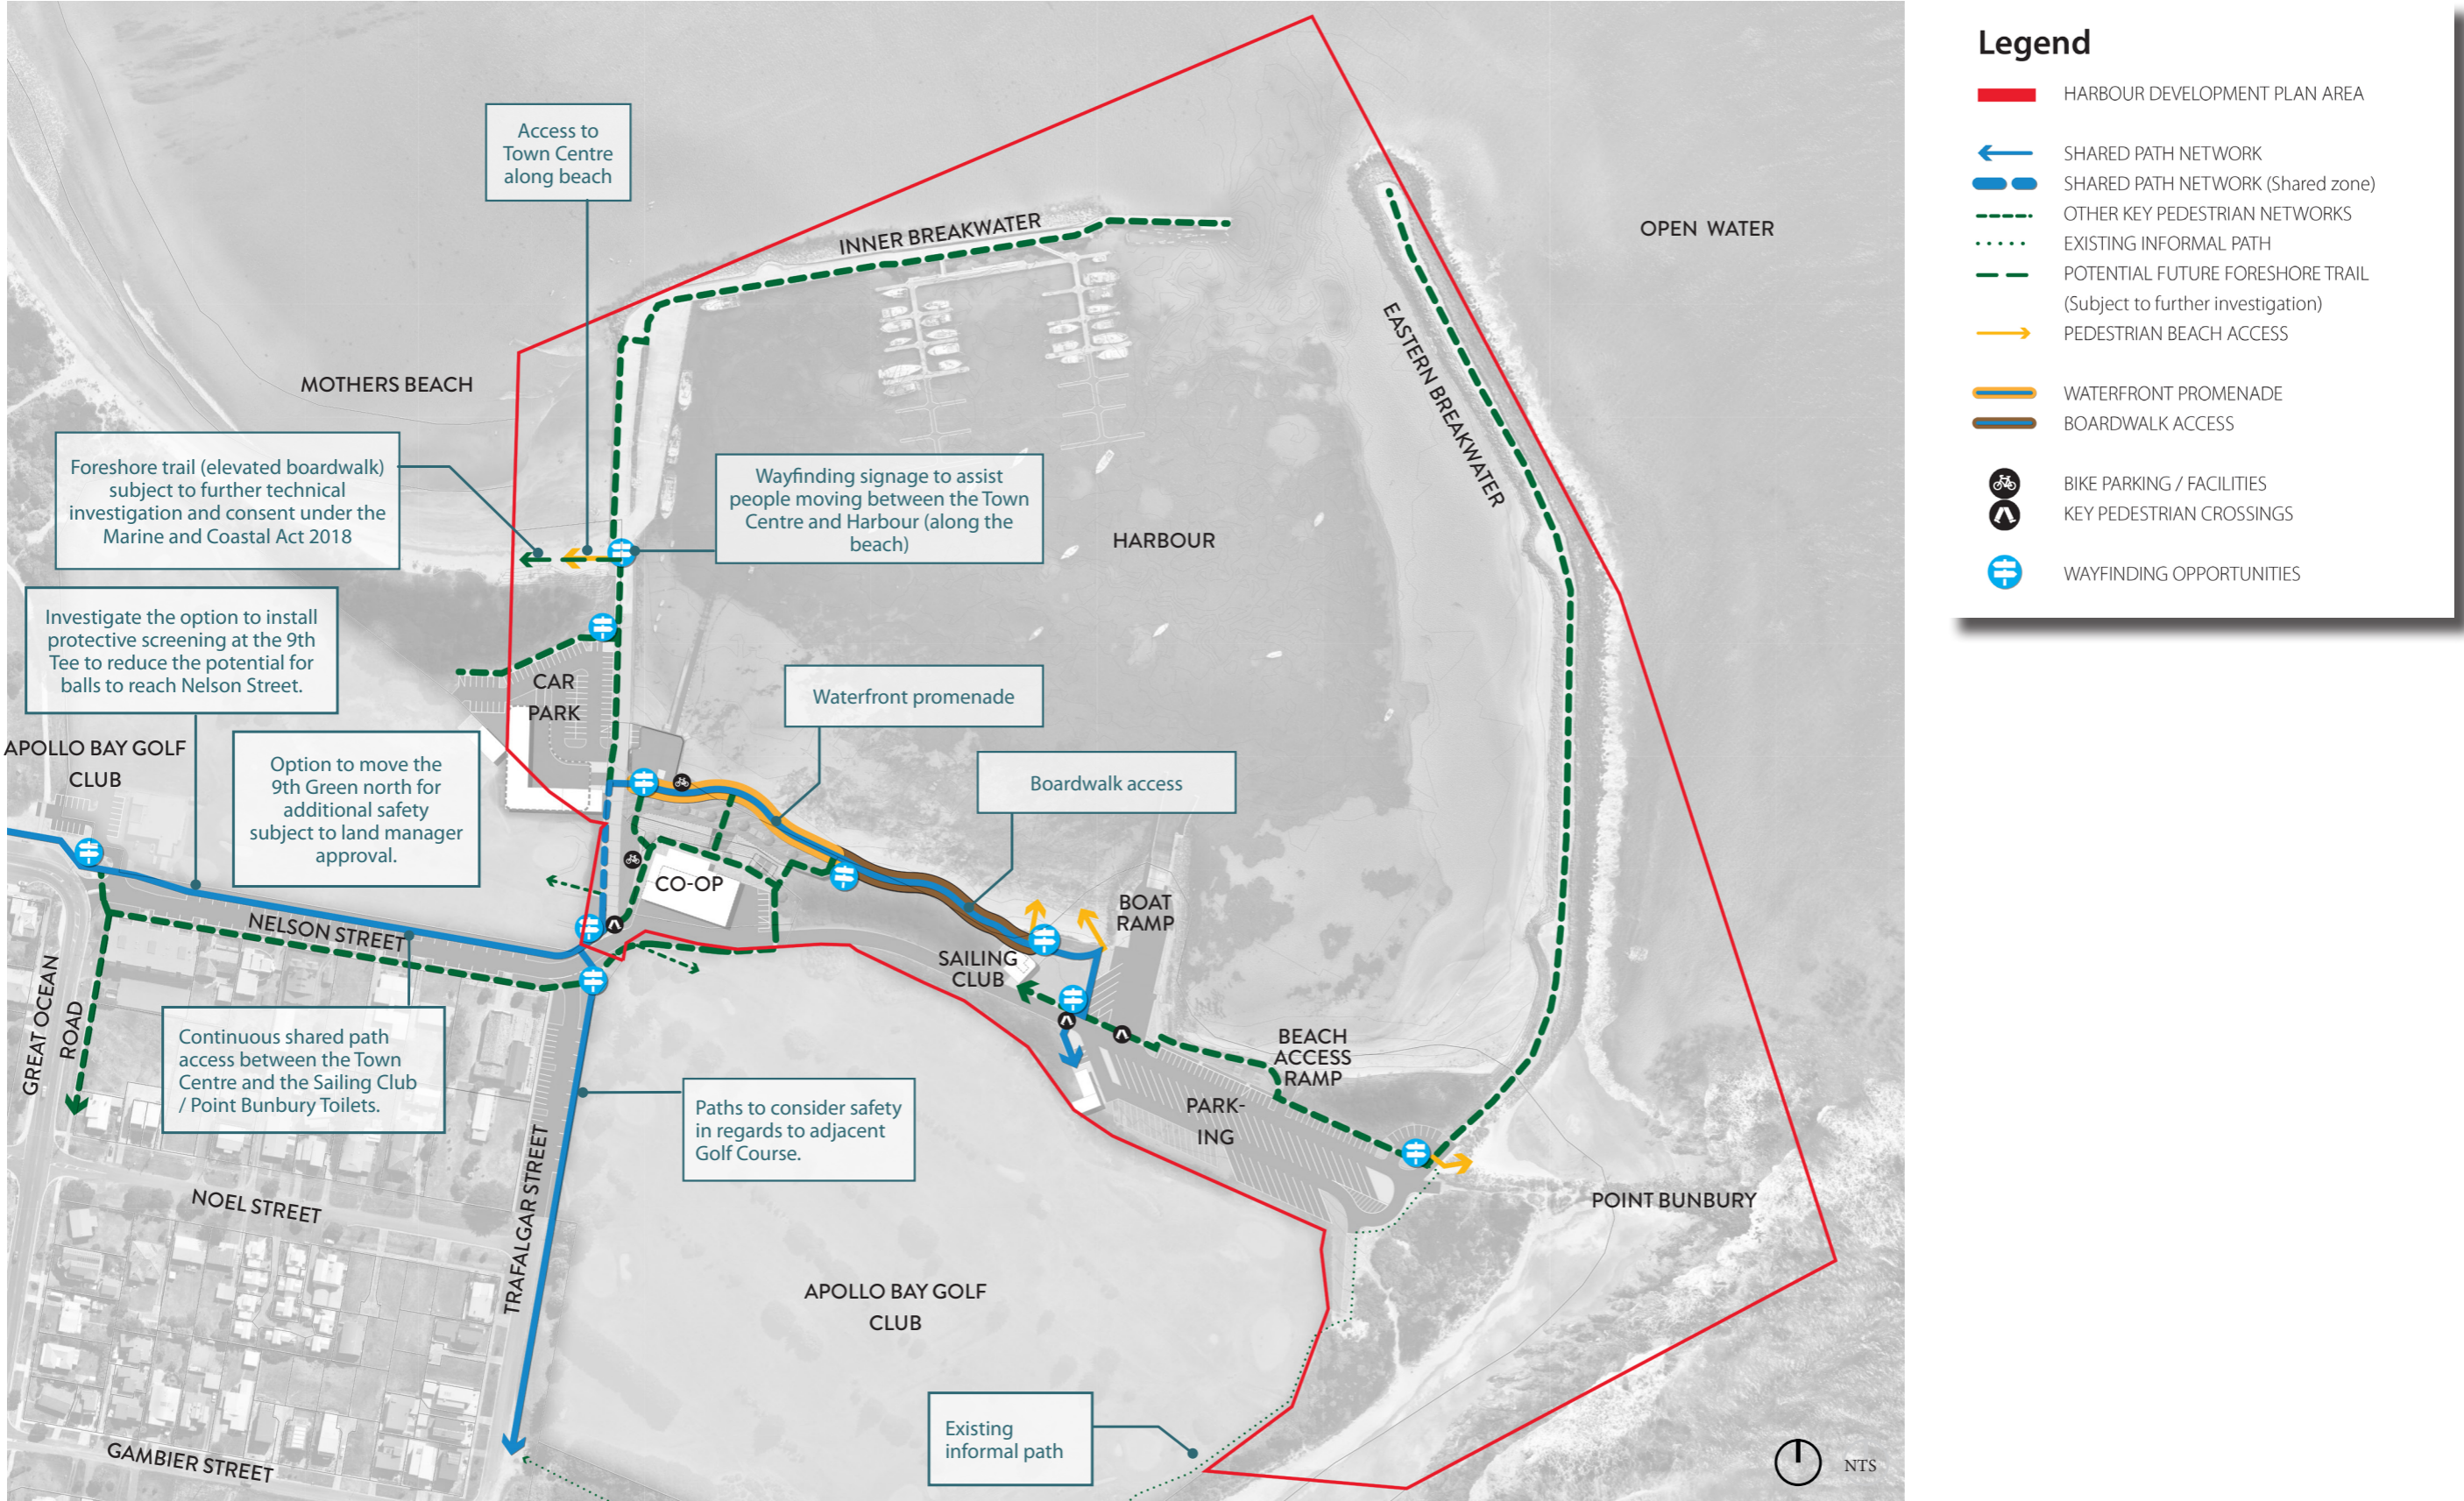 Access to
Town Centre
along beach
INNER BREAKWATER
OPEN WATER
MOTHERS BEACH
EASTERN BREAKWATER
Foreshore trail (elevated boardwalk)
subject to further technical
investigation and consent under the
Marine and Coastal Act 2018
Wayfinding signage to assist
people moving between the Town
Centre and Harbour (along the
beach)
HARBOUR
Investigate the option to install
protective screening at the 9th
Tee to reduce the potential for
balls to reach Nelson Street.
CAR
PARK
Waterfront promenade
APOLLO BAY GOLF
CLUB
Option to move the
9th Green north for
additional safety
subject to land manager
approval.
Boardwalk access
CO-OP
BOAT
RAMP
NELSON STREET
SAILING
CLUB
GREAT OCEAN
ROAD
Continuous shared path
access between the Town
Centre and the Sailing Club
/ Point Bunbury Toilets.
BEACH
ACCESS
RAMP
Paths to consider safety
in regards to adjacent
Golf Course.
PARK-
ING
TRAFALGAR STREET
NOEL STREET
POINT BUNBURY
APOLLO BAY GOLF
CLUB
Existing
informal path
GAMBIER STREET
NTS
Legend
HARBOUR DEVELOPMENT PLAN AREA
SHARED PATH NETWORK
SHARED PATH NETWORK (Shared zone)
OTHER KEY PEDESTRIAN NETWORKS
EXISTING INFORMAL PATH
POTENTIAL FUTURE FORESHORE TRAIL
(Subject to further investigation)
PEDESTRIAN BEACH ACCESS
WATERFRONT PROMENADE
BOARDWALK ACCESS
BIKE PARKING / FACILITIES
KEY PEDESTRIAN CROSSINGS
WAYFINDING OPPORTUNITIES